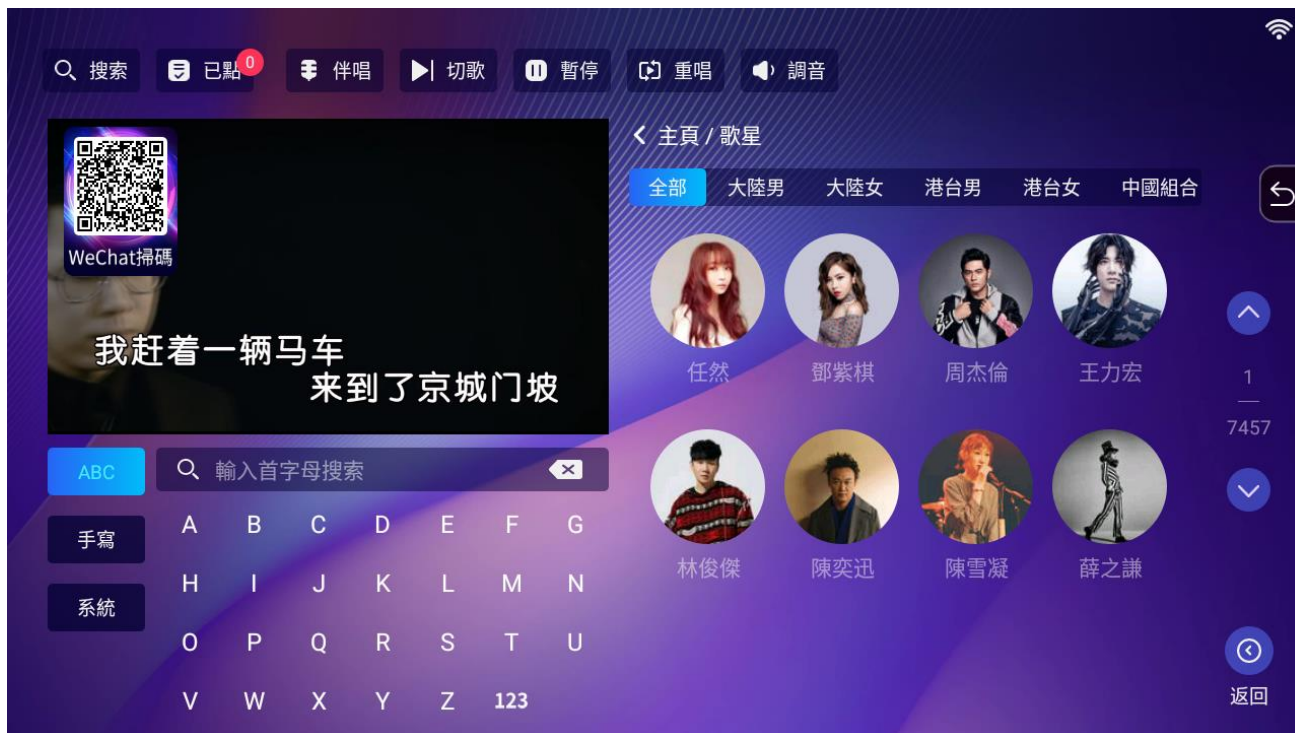 搜索
已點
0
伴唱
切歌
暫停
重唱
調音
WeChat掃碼
我赶着一辆马车
来到了京城门坡
主頁 / 歌星
全部 大陸男 大陸女 港台男 港台女 中國組合
任然 鄧紫棋 周杰倫 王力宏
林俊傑 陳奕迅 陳雪凝 薛之謙
1
7457
返回
ABC
輸入首字母搜索
手寫
系統
A B C D E F G
H I J K L M N
O P Q R S T U
V W X Y Z 123